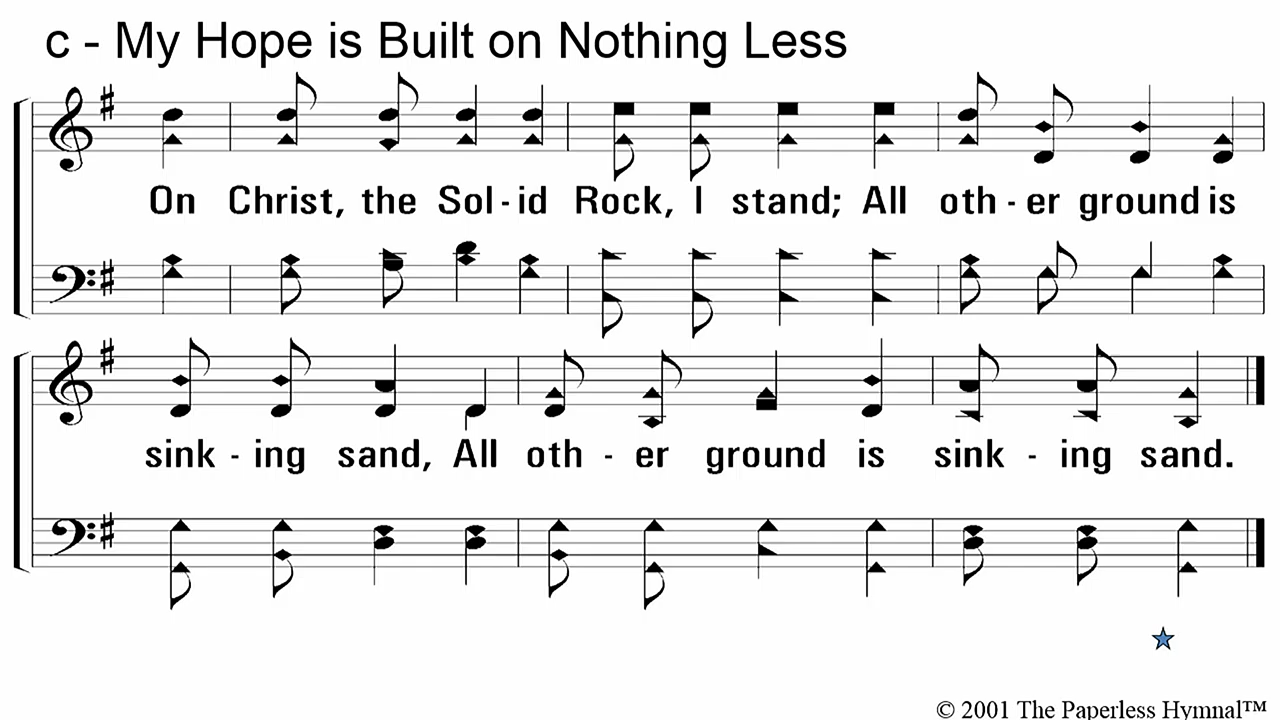 c - My Hope is Built on Nothing Less
On Christ, the Sol - id Rock, I stand; All oth - er ground is
sink - ing sand, All oth - er ground is sink - ing sand.
© 2001 The Paperless Hymnal™